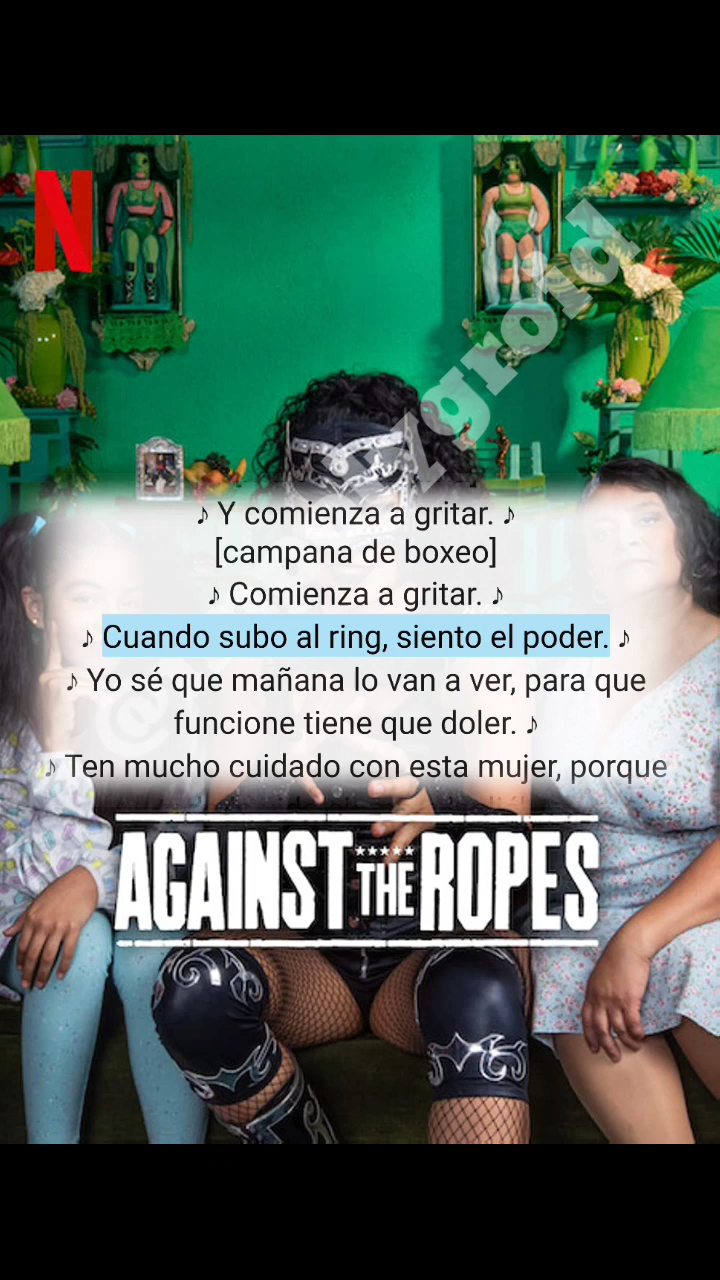 N
zygroid
♪ Y comienza a gritar. ♪
[campana de boxeo]
♪ Comienza a gritar. ♪
♪ Cuando subo al ring, siento el poder. ♪
♪ Yo sé que mañana lo van a ver, para que
funcione tiene que doler. ♪
♪ Ten mucho cuidado con esta mujer, porque
AGAINST THE ROPES